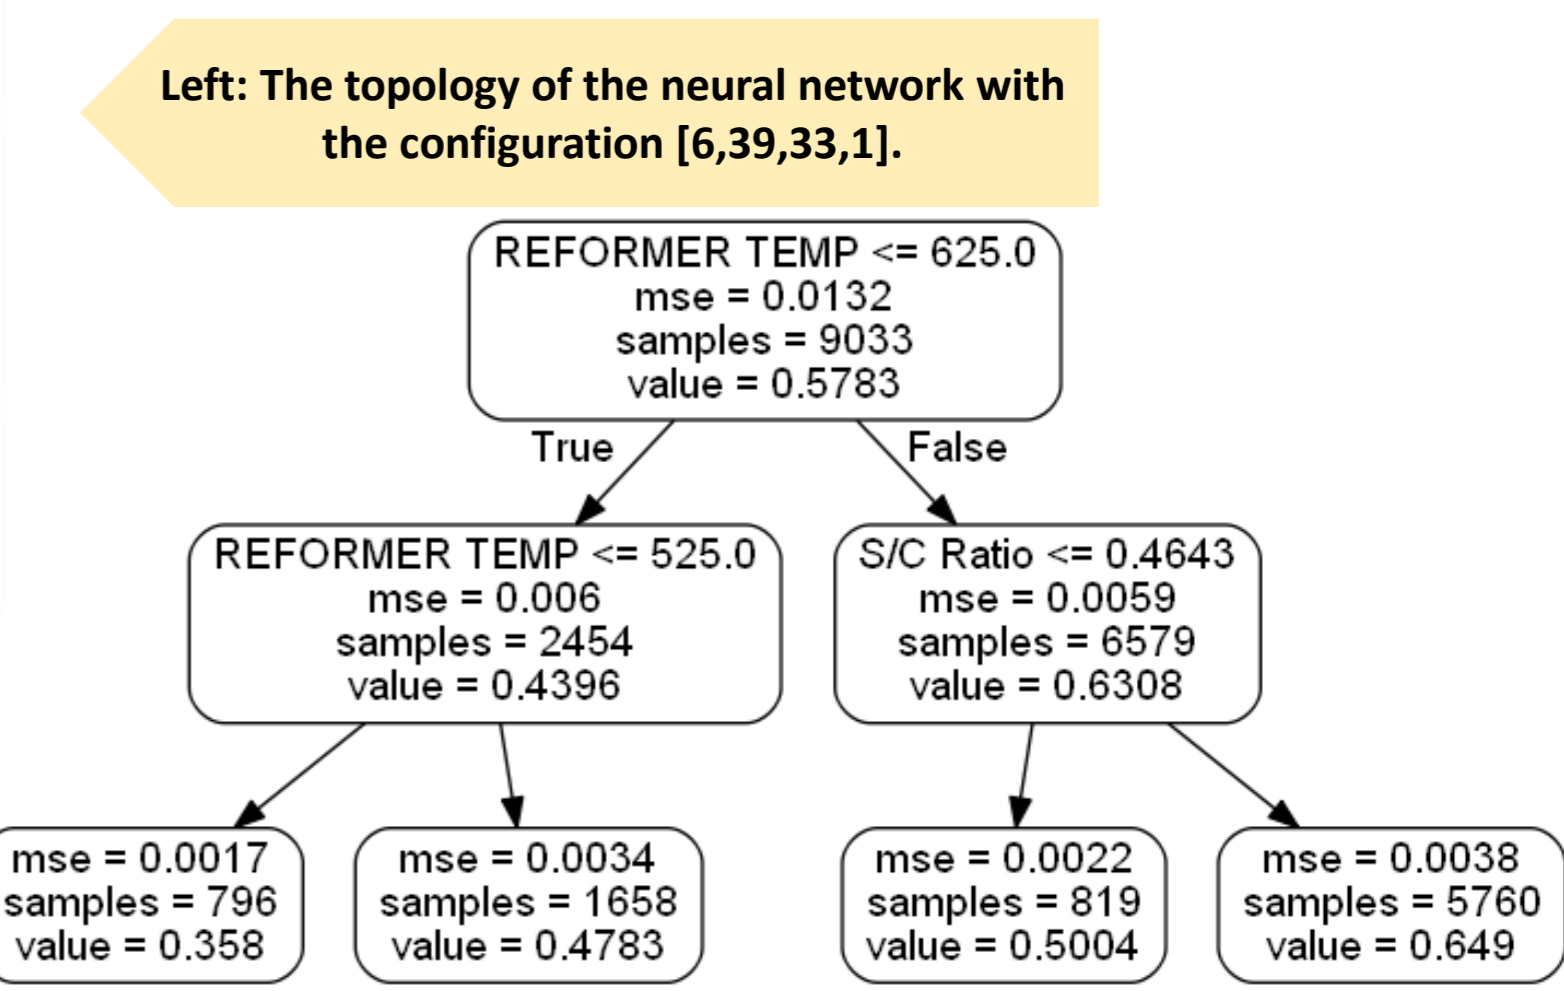 Left: The topology of the neural network with
the configuration [6,39,33,1].
REFORMER TEMP <= 625.0
mse = 0.0132
samples = 9033
value = 0.5783
True
False
REFORMER TEMP <= 525.0
mse = 0.006
samples = 2454
value = 0.4396
S/C Ratio <= 0.4643
mse = 0.0059
samples = 6579
value = 0.6308
mse = 0.0017
samples = 796
value = 0.358
mse = 0.0034
samples = 1658
value = 0.4783
mse = 0.0022
samples = 819
value = 0.5004
mse = 0.0038
samples = 5760
value = 0.649